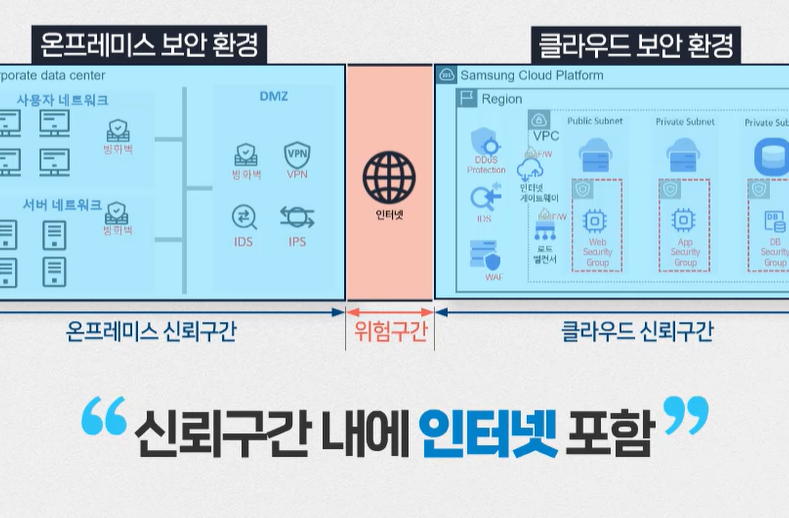 온프레미스 보안 환경
클라우드 보안 환경
rporate data center
사용자 네트워크
방화벽
서버 네트워크
방화벽
DMZ
방화벽
VPN
VPN
IDS
IPS
인터넷
Samsung Cloud Platform
Region
DDoS
Protection
IDS
WAF
VPC
F/W
인터넷
게이트웨이
F/W
로드
밸런서
Public Subnet
Web
Security
Group
Private Subnet
App
Security
Group
Private Sub
DB
DB
Security
Group
온프레미스 신뢰구간
위험구간
클라우드 신뢰구간
“신뢰구간 내에 인터넷 포함”